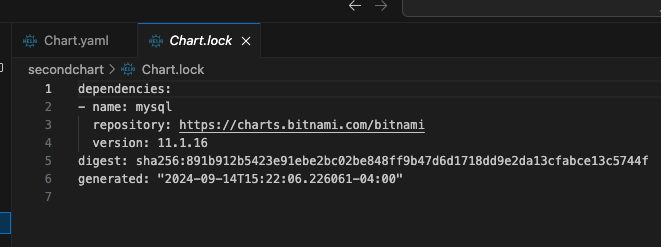 Chart.yaml
Chart.lock
secondchart > Chart.lock
1 dependencies:
2 - name: mysql
3 repository: https://charts.bitnami.com/bitnami
4 version: 11.1.16
5 digest: sha256:891b912b5423e91ebe2bc02be848ff9b47d6d1718dd9e2da13cfabce13c5744f
6 generated: "2024-09-14T15:22:06.226061-04:00"
7